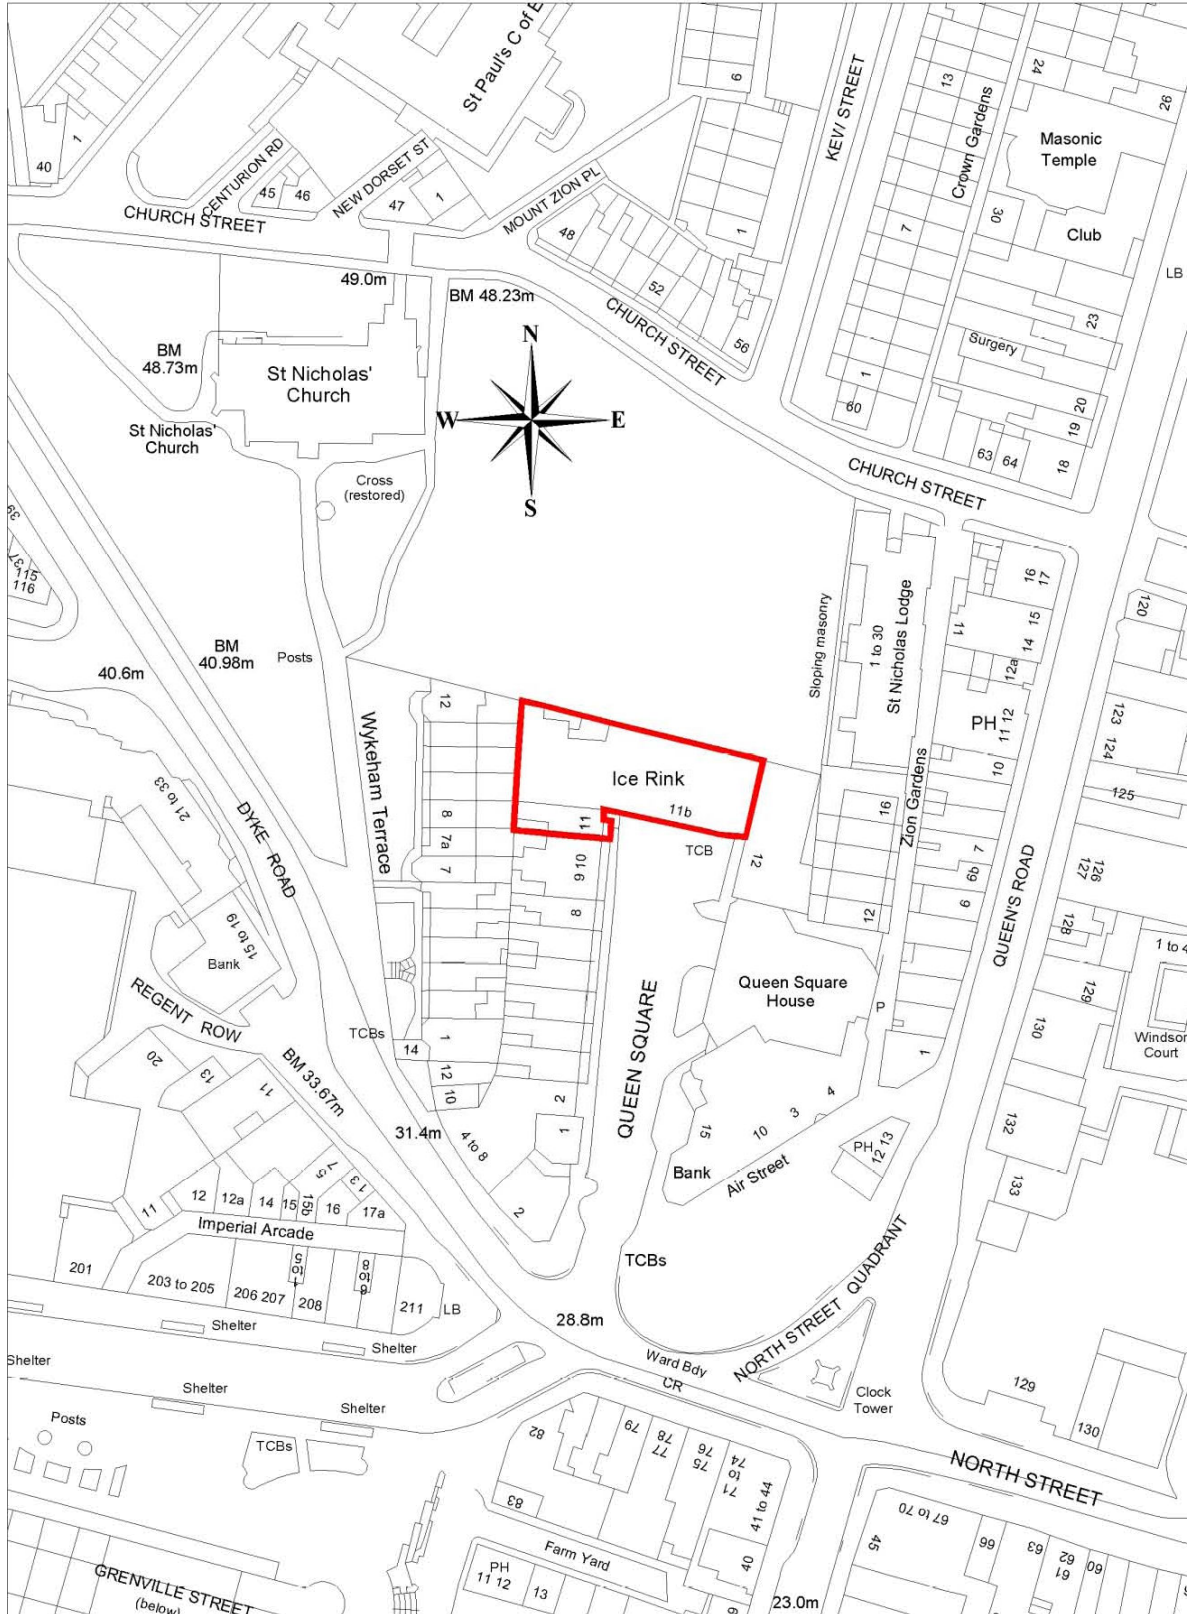 St Paul's C of E
6
13
24
26
Masonic
Temple
KEW STREET
Crown Gardens
40
1
CENTURION RD
45
46
NEW DORSET ST
47
1
MOUNT ZION PL
CHURCH STREET
48
1
7
30
Club
LB
49.0m
BM 48.23m
52
CHURCH STREET
56
23
Surgery
BM
48.73m
St Nicholas'
Church
St Nicholas'
Church
N
W
E
S
1
60
20
19
18
63
64
CHURCH STREET
Cross
(restored)
39
37
115
116
16
17
15
14
12a
11
120
Sloping masonry
1 to 30
St Nicholas Lodge
BM
40.98m
Posts
40.6m
12
PH
11 12
10
123
124
125
Wykeham Terrace
Ice Rink
11b
11
TCB
12
16
Zion Gardens
7
6b
6
21 to 33
DYKE ROAD
8
7a
7
9 10
8
12
126
127
128
1 to 4
QUEEN'S ROAD
15 to 19
Bank
REGENT ROW
Queen Square
House
P
129
130
Windsor
Court
TCBs
14
1
12
10
QUEEN SQUARE
20
13
11
BM 33.67m
31.4m
4 to 8
2
1
2
15
10
3
4
Bank
Air Street
PH
12 13
1
132
133
11
12
12a
14
15
15b
16
17a
5
7
13
Imperial Arcade
201
203 to 205
206 207
208
211
LB
TCBs
28.8m
NORTH STREET QUADRANT
Shelter
Shelter
Shelter
Shelter
Shelter
Ward Bdy
CR
Clock
Tower
129
130
Posts
TCBs
82
79
78
77
76
75
74
to
71
41 to 44
NORTH STREET
83
Farm Yard
40
45
67 to 70
66
63
62
61
60
PH
11 12
13
GRENVILLE STREET
(below)
23.0m